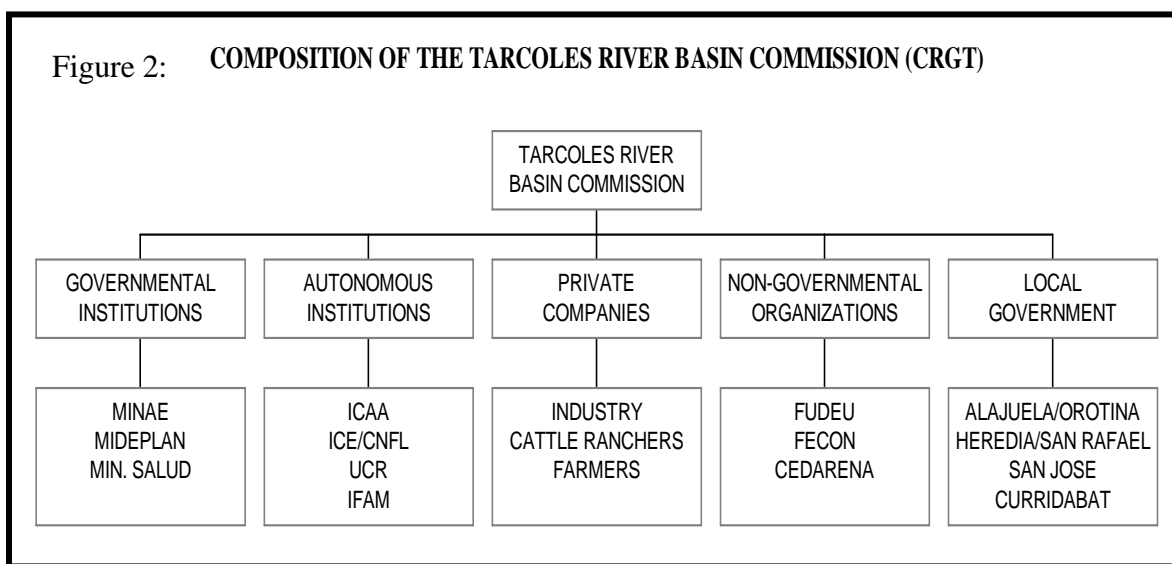 Figure 2: COMPOSITION OF THE TARCOLES RIVER BASIN COMMISSION (CRGT)
TARCOLES RIVER
BASIN COMMISSION
GOVERNMENTAL
INSTITUTIONS
AUTONOMOUS
INSTITUTIONS
PRIVATE
COMPANIES
NON-GOVERNMENTAL
ORGANIZATIONS
LOCAL
GOVERNMENT
MINAE
MIDEPLAN
MIN. SALUD
ICAA
ICE/CNFL
UCR
IFAM
INDUSTRY
CATTLE RANCHERS
FARMERS
FUDEU
FECON
CEDARENA
ALAJUELA/OROTINA
HEREDIA/SAN RAFAEL
SAN JOSE
CURRIDABAT